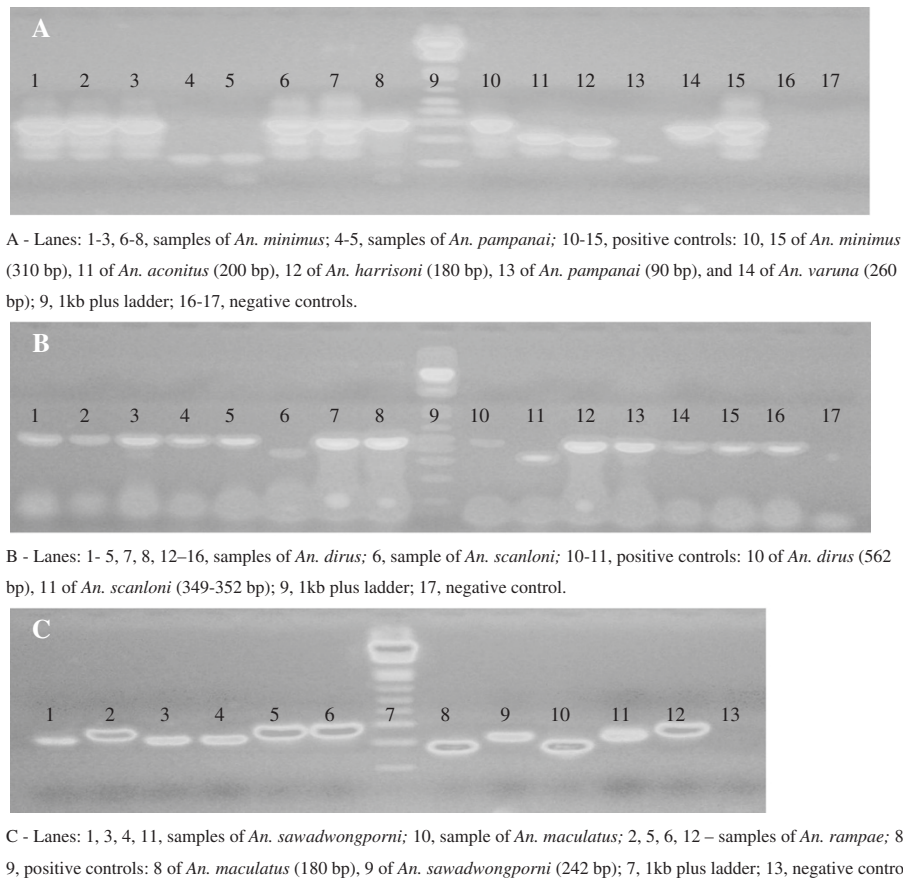 A
1 2 3 4 5 6 7 8 9 10 11 12 13 14 15 16 17
A - Lanes: 1-3, 6-8, samples of An. minimus; 4-5, samples of An. pampanai; 10-15, positive controls: 10, 15 of An. minimus
(310 bp), 11 of An. aconitus (200 bp), 12 of An. harrisoni (180 bp), 13 of An. pampanai (90 bp), and 14 of An. varuna (260
bp); 9, 1kb plus ladder; 16-17, negative controls.
B
1 2 3 4 5 6 7 8 9 10 11 12 13 14 15 16 17
B - Lanes: 1- 5, 7, 8, 12–16, samples of An. dirus; 6, sample of An. scanloni; 10-11, positive controls: 10 of An. dirus (562
bp), 11 of An. scanloni (349-352 bp); 9, 1kb plus ladder; 17, negative control.
C
1 2 3 4 5 6 7 8 9 10 11 12 13
C - Lanes: 1, 3, 4, 11, samples of An. sawadwongporni; 10, sample of An. maculatus; 2, 5, 6, 12 – samples of An. rampae; 8
9, positive controls: 8 of An. maculatus (180 bp), 9 of An. sawadwongporni (242 bp); 7, 1kb plus ladder; 13, negative contro